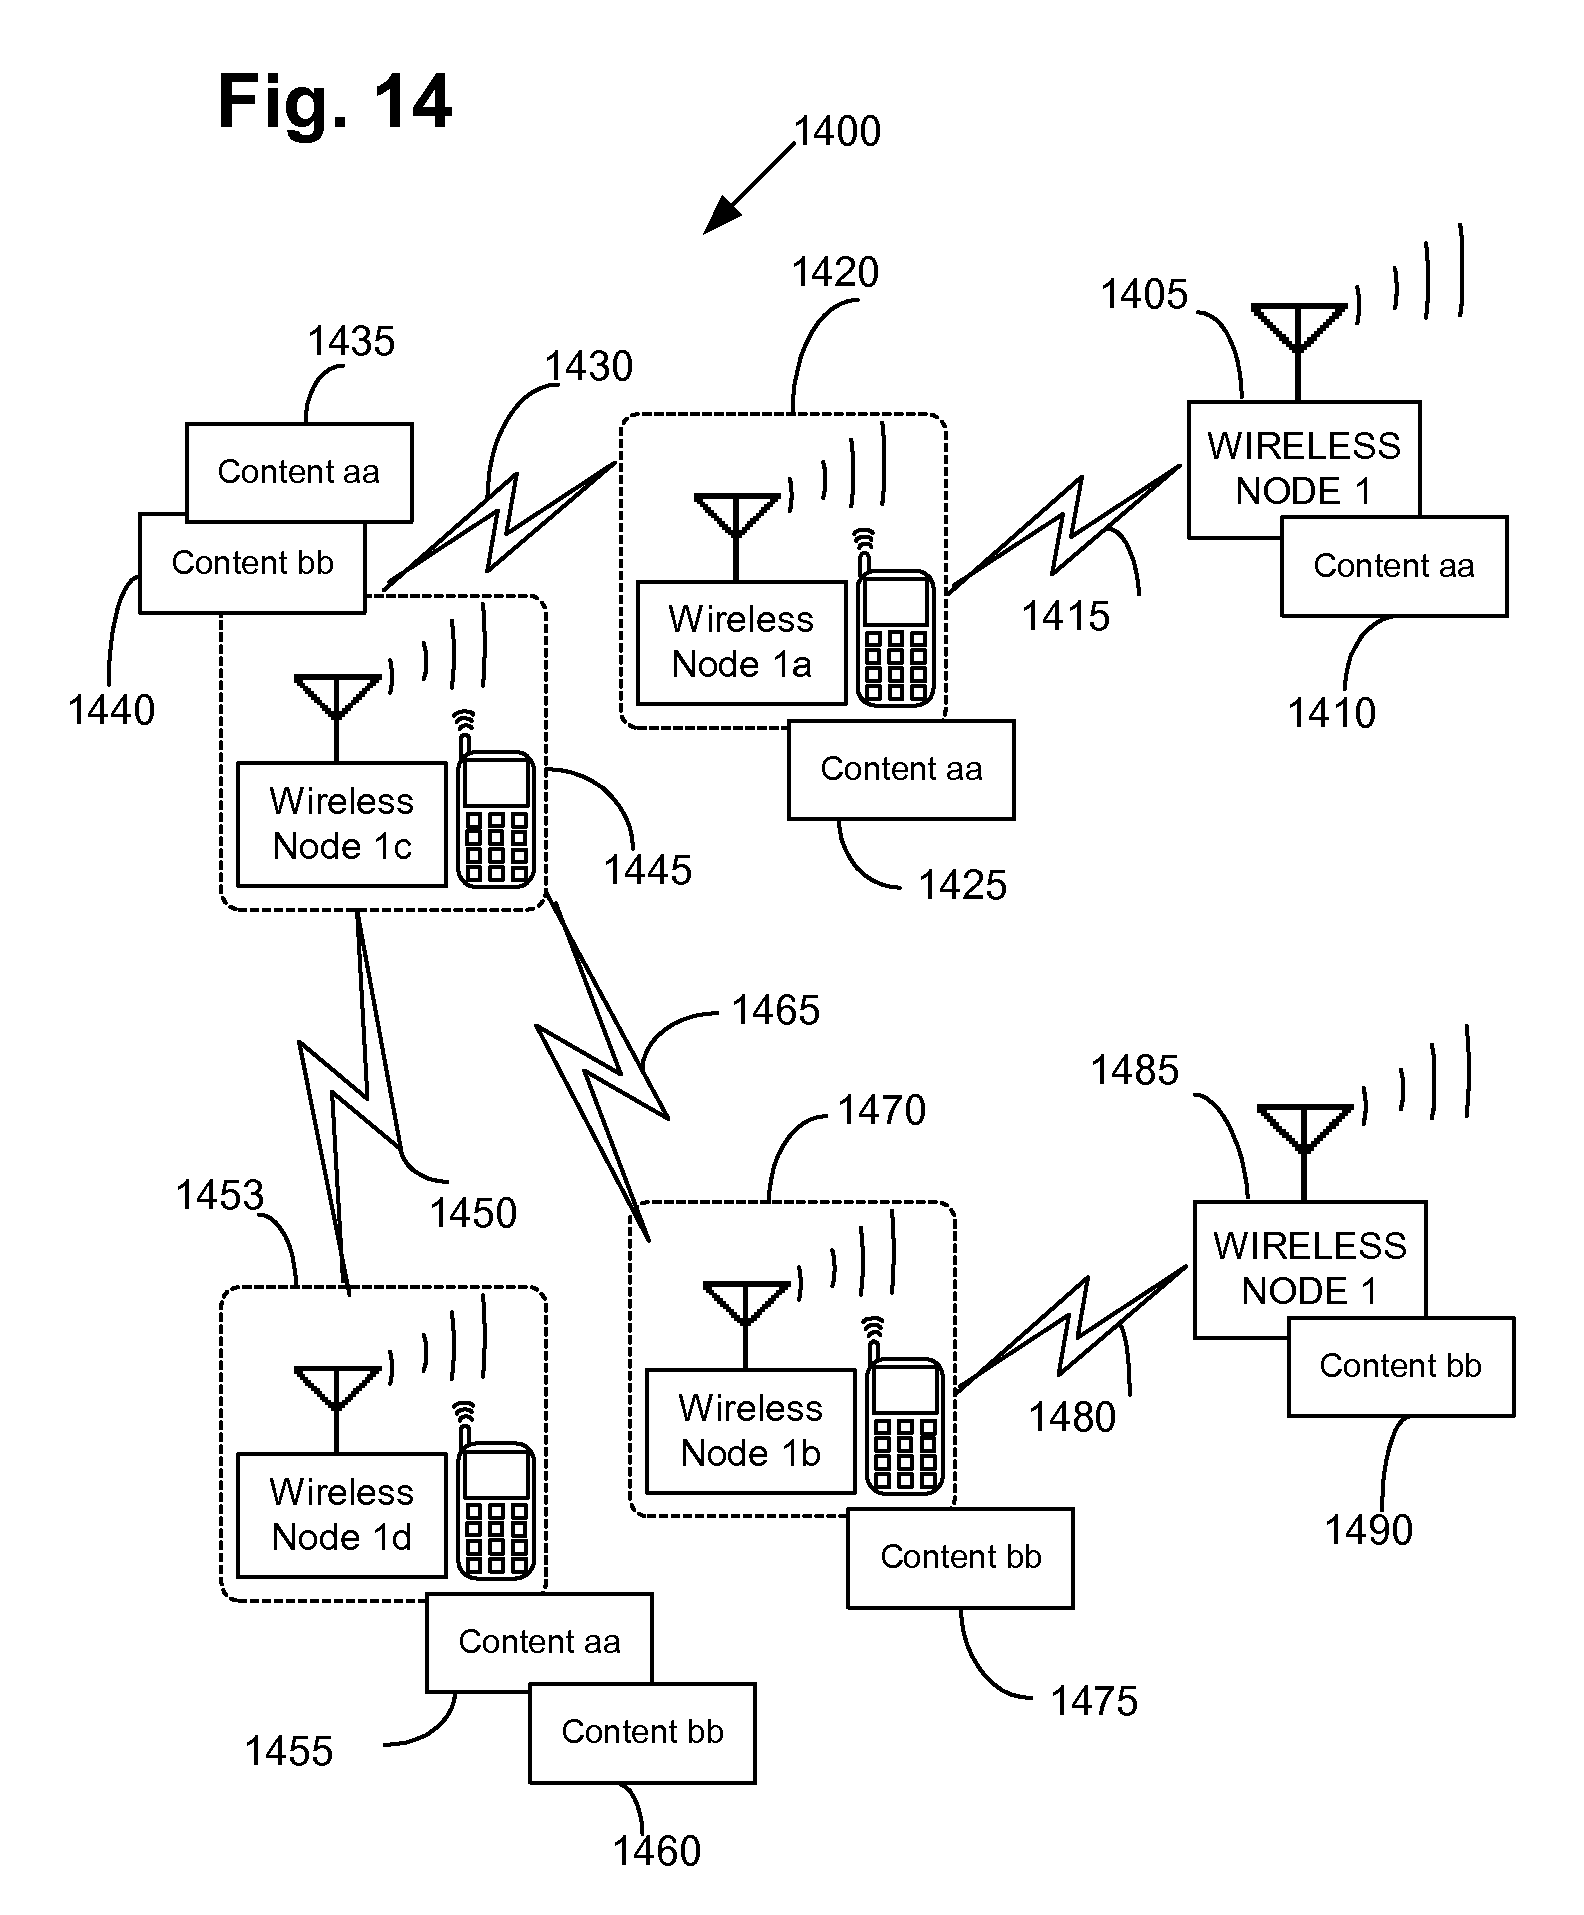 Fig. 14
1400
1420
1405
1435
1430
WIRELESS
NODE 1
Content aa
Content aa
Content bb
1415
Wireless
Node 1a
1440
1410
Content aa
Wireless
Node 1c
1445
1425
1465
1485
1470
1453
1450
WIRELESS
NODE 1
Content bb
1480
Wireless
Node 1b
Wireless
Node 1d
1490
Content bb
Content aa
1475
Content bb
1455
1460